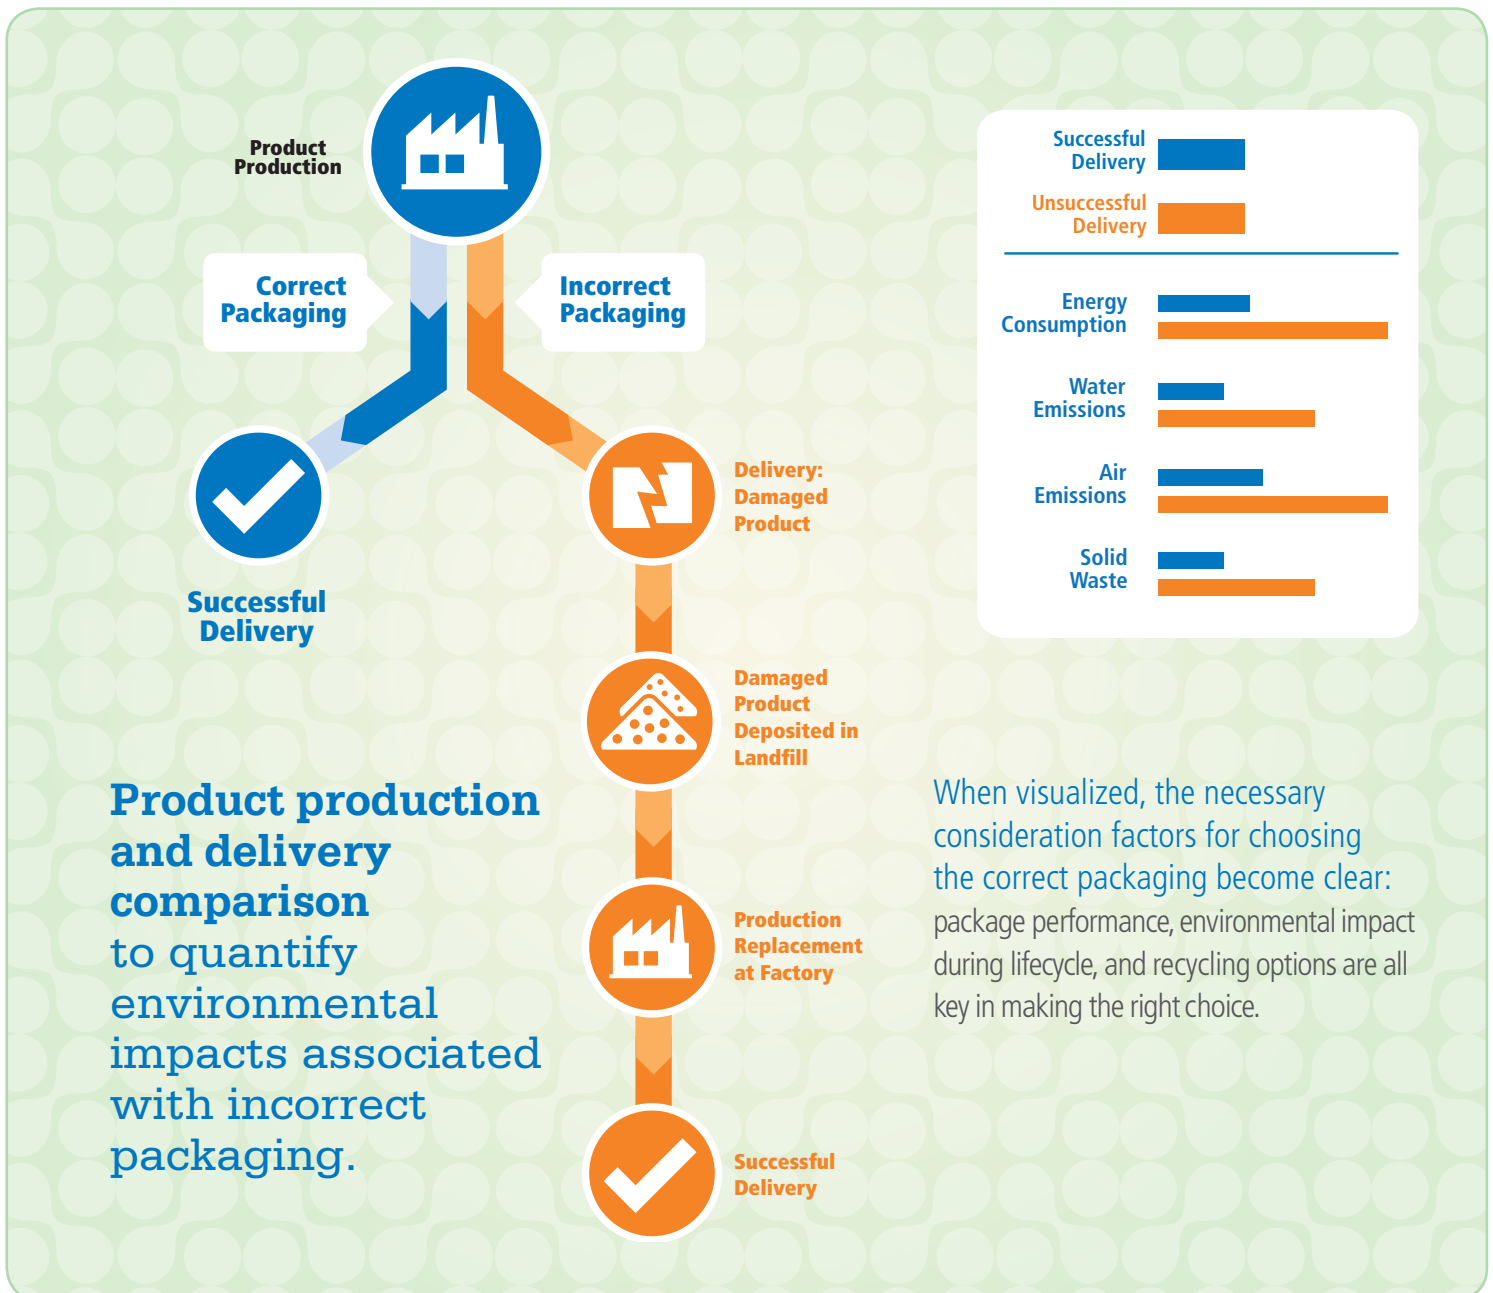 Product
Production
Correct
Packaging
Incorrect
Packaging
Successful
Delivery
Delivery:
Damaged
Product
Damaged
Product
Deposited in
Landfill
Production
Replacement
at Factory
Successful
Delivery
Product production
and delivery
comparison
to quantify
environmental
impacts associated
with incorrect
packaging.
Successful
Delivery
Unsuccessful
Delivery
Energy
Consumption
Water
Emissions
Air
Emissions
Solid
Waste
When visualized, the necessary
consideration factors for choosing
the correct packaging become clear:
package performance, environmental impact
during lifecycle, and recycling options are all
key in making the right choice.